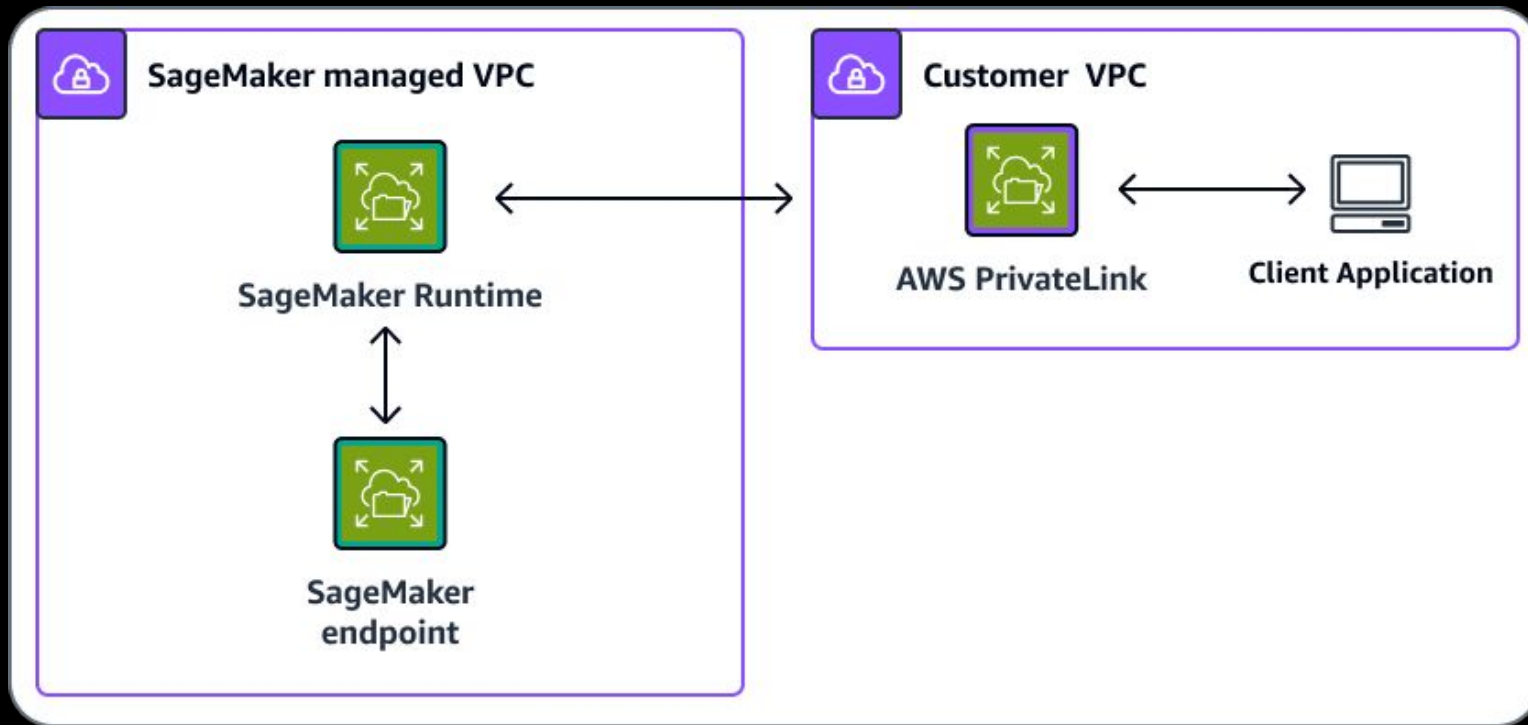 SageMaker managed VPC
SageMaker Runtime
SageMaker
endpoint
Customer VPC
AWS PrivateLink
Client Application